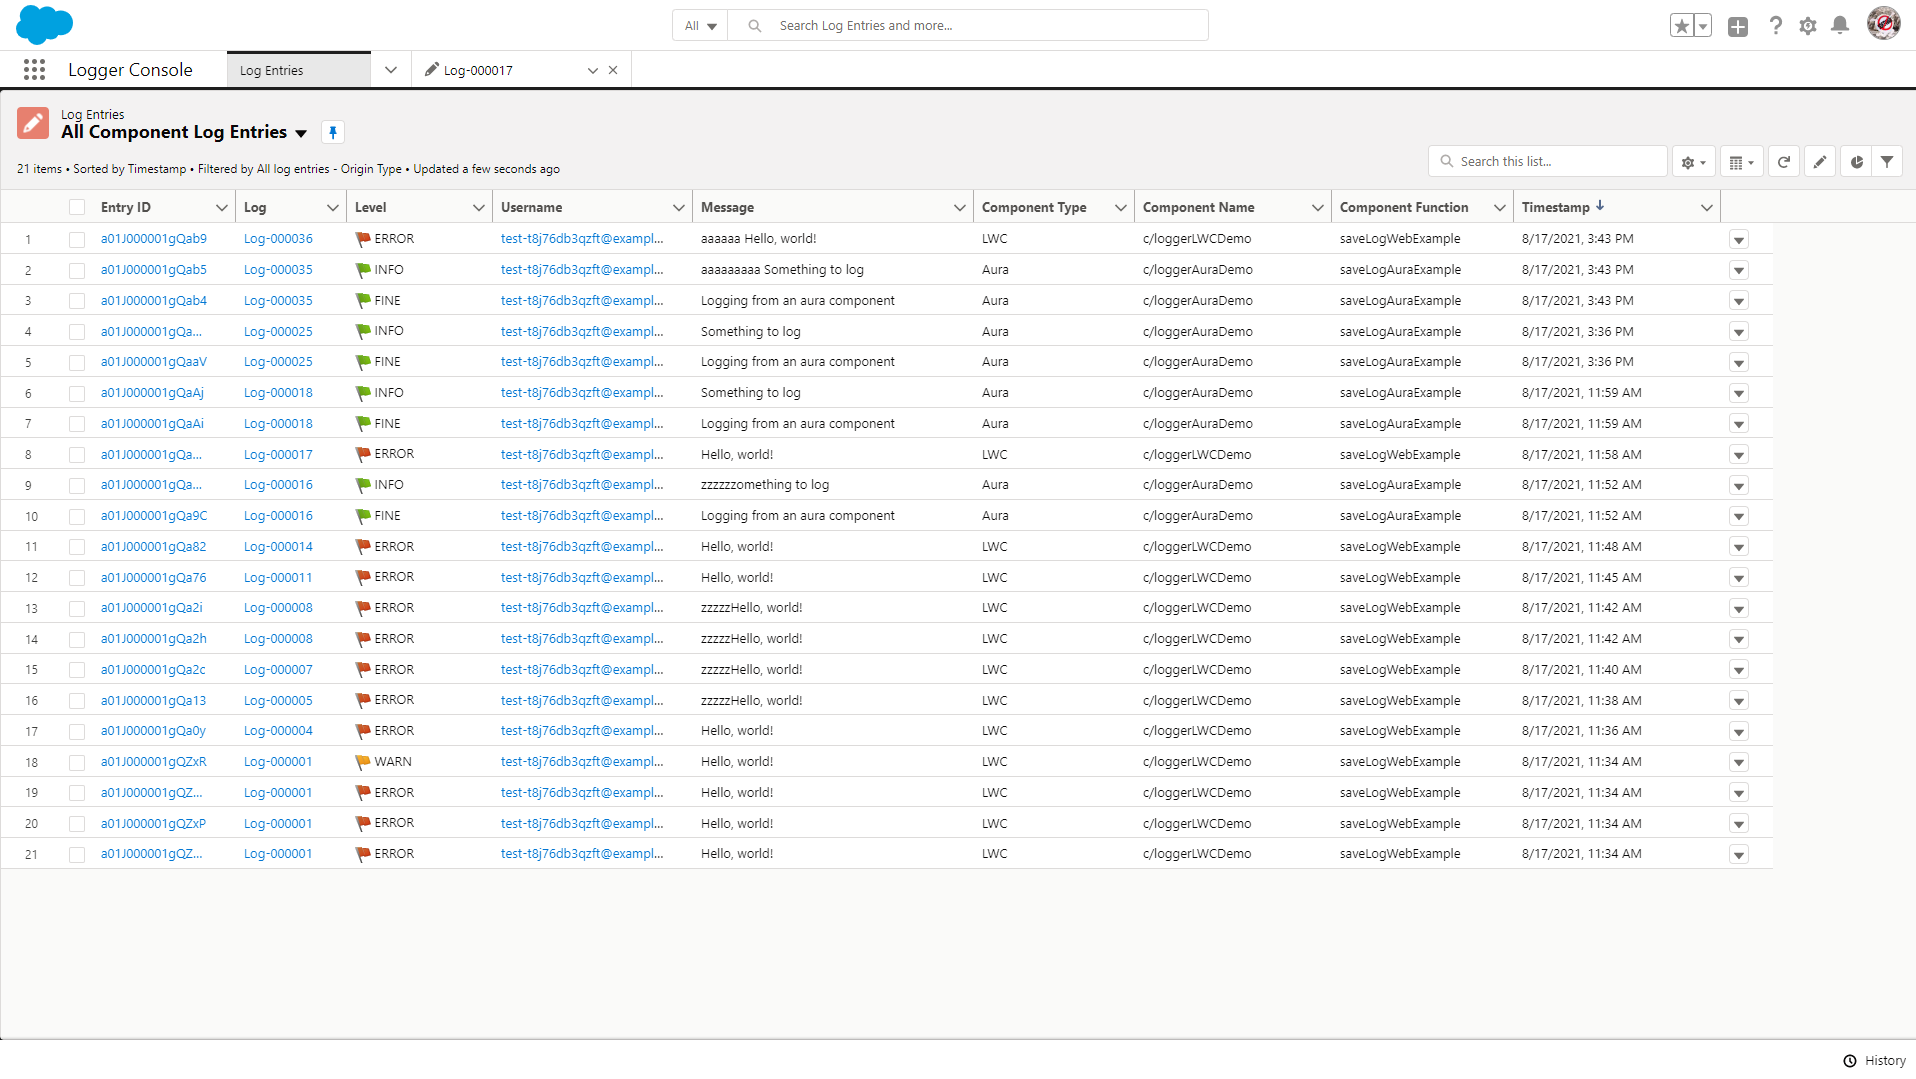 All Search Log Entries and more...
Logger Console Log Entries Log-000017
Log Entries
All Component Log Entries
21 items • Sorted by Timestamp • Filtered by All log entries - Origin Type • Updated a few seconds ago Search this list...
Entry ID Log Level Username Message Component Type Component Name Component Function Timestamp
1 a01J000001gQab9 Log-000036 ERROR test-t8j76db3qzft@exampl... aaaaaa Hello, world! LWC c/loggerLWCDemo saveLogWebExample 8/17/2021, 3:43 PM
2 a01J000001gQab5 Log-000035 INFO test-t8j76db3qzft@exampl... aaaaaaaaa Something to log Aura c/loggerAuraDemo saveLogAuraExample 8/17/2021, 3:43 PM
3 a01J000001gQab4 Log-000035 FINE test-t8j76db3qzft@exampl... Logging from an aura component Aura c/loggerAuraDemo saveLogAuraExample 8/17/2021, 3:43 PM
4 a01J000001gQa... Log-000025 INFO test-t8j76db3qzft@exampl... Something to log Aura c/loggerAuraDemo saveLogAuraExample 8/17/2021, 3:36 PM
5 a01J000001gQaaV Log-000025 FINE test-t8j76db3qzft@exampl... Logging from an aura component Aura c/loggerAuraDemo saveLogAuraExample 8/17/2021, 3:36 PM
6 a01J000001gQaAj Log-000018 INFO test-t8j76db3qzft@exampl... Something to log Aura c/loggerAuraDemo saveLogAuraExample 8/17/2021, 11:59 AM
7 a01J000001gQaAi Log-000018 FINE test-t8j76db3qzft@exampl... Logging from an aura component Aura c/loggerAuraDemo saveLogAuraExample 8/17/2021, 11:59 AM
8 a01J000001gQa... Log-000017 ERROR test-t8j76db3qzft@exampl... Hello, world! LWC c/loggerLWCDemo saveLogWebExample 8/17/2021, 11:58 AM
9 a01J000001gQa... Log-000016 INFO test-t8j76db3qzft@exampl... zzzzzzomething to log Aura c/loggerAuraDemo saveLogAuraExample 8/17/2021, 11:52 AM
10 a01J000001gQa9C Log-000016 FINE test-t8j76db3qzft@exampl... Logging from an aura component Aura c/loggerAuraDemo saveLogAuraExample 8/17/2021, 11:52 AM
11 a01J000001gQa82 Log-000014 ERROR test-t8j76db3qzft@exampl... Hello, world! LWC c/loggerLWCDemo saveLogWebExample 8/17/2021, 11:48 AM
12 a01J000001gQa76 Log-000011 ERROR test-t8j76db3qzft@exampl... Hello, world! LWC c/loggerLWCDemo saveLogWebExample 8/17/2021, 11:45 AM
13 a01J000001gQa2i Log-000008 ERROR test-t8j76db3qzft@exampl... zzzzzHello, world! LWC c/loggerLWCDemo saveLogWebExample 8/17/2021, 11:42 AM
14 a01J000001gQa2h Log-000008 ERROR test-t8j76db3qzft@exampl... zzzzzHello, world! LWC c/loggerLWCDemo saveLogWebExample 8/17/2021, 11:42 AM
15 a01J000001gQa2c Log-000007 ERROR test-t8j76db3qzft@exampl... zzzzzHello, world! LWC c/loggerLWCDemo saveLogWebExample 8/17/2021, 11:40 AM
16 a01J000001gQa13 Log-000005 ERROR test-t8j76db3qzft@exampl... zzzzzHello, world! LWC c/loggerLWCDemo saveLogWebExample 8/17/2021, 11:38 AM
17 a01J000001gQa0y Log-000004 ERROR test-t8j76db3qzft@exampl... Hello, world! LWC c/loggerLWCDemo saveLogWebExample 8/17/2021, 11:36 AM
18 a01J000001gQZxR Log-000001 WARN test-t8j76db3qzft@exampl... Hello, world! LWC c/loggerLWCDemo saveLogWebExample 8/17/2021, 11:34 AM
19 a01J000001gQZ... Log-000001 ERROR test-t8j76db3qzft@exampl... Hello, world! LWC c/loggerLWCDemo saveLogWebExample 8/17/2021, 11:34 AM
20 a01J000001gQZxP Log-000001 ERROR test-t8j76db3qzft@exampl... Hello, world! LWC c/loggerLWCDemo saveLogWebExample 8/17/2021, 11:34 AM
21 a01J000001gQZ... Log-000001 ERROR test-t8j76db3qzft@exampl... Hello, world! LWC c/loggerLWCDemo saveLogWebExample 8/17/2021, 11:34 AM
History